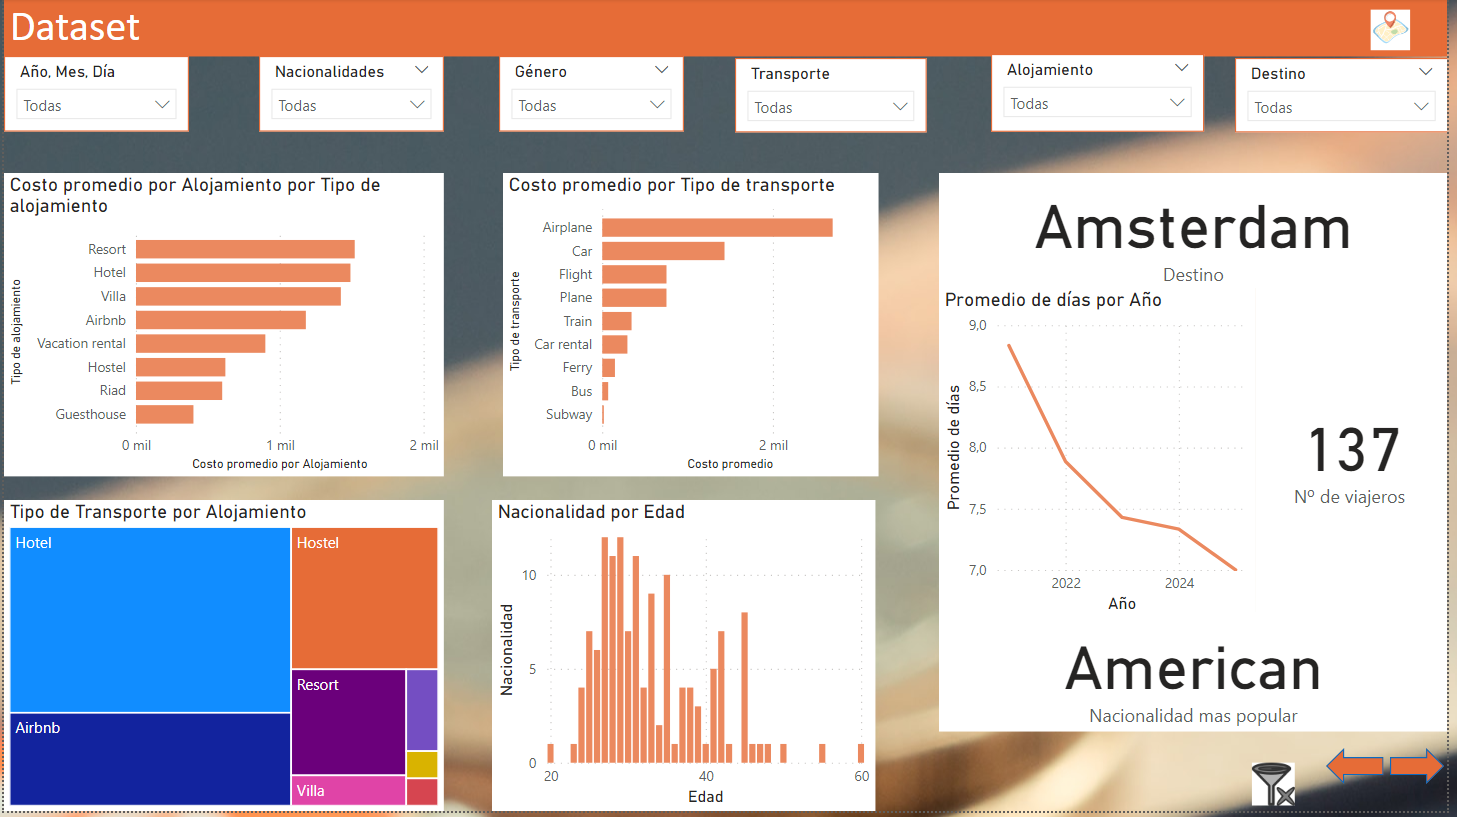 Dataset
Año, Mes, Día
Todas
Nacionalidades
Todas
Género
Todas
Transporte
Todas
Alojamiento
Todas
Destino
Todas
Costo promedio por Alojamiento por Tipo de
alojamiento
Tipo de alojamiento
Resort
Hotel
Villa
Airbnb
Vacation rental
Hostel
Riad
Guesthouse
0 mil 1 mil 2 mil
Costo promedio por Alojamiento
Costo promedio por Tipo de transporte
Tipo de transporte
Airplane
Car
Flight
Plane
Train
Car rental
Ferry
Bus
Subway
0 mil 2 mil
Costo promedio
Amsterdam
Destino
Promedio de días por Año
Promedio de días
9,0
8,5
8,0
7,5
7,0
2022 2024
Año
137
Nº de viajeros
American
Nacionalidad mas popular
Tipo de Transporte por Alojamiento
Hotel
Hostel
Airbnb
Resort
Villa
Nacionalidad por Edad
Nacionalidad
10
5
0
20 40 60
Edad